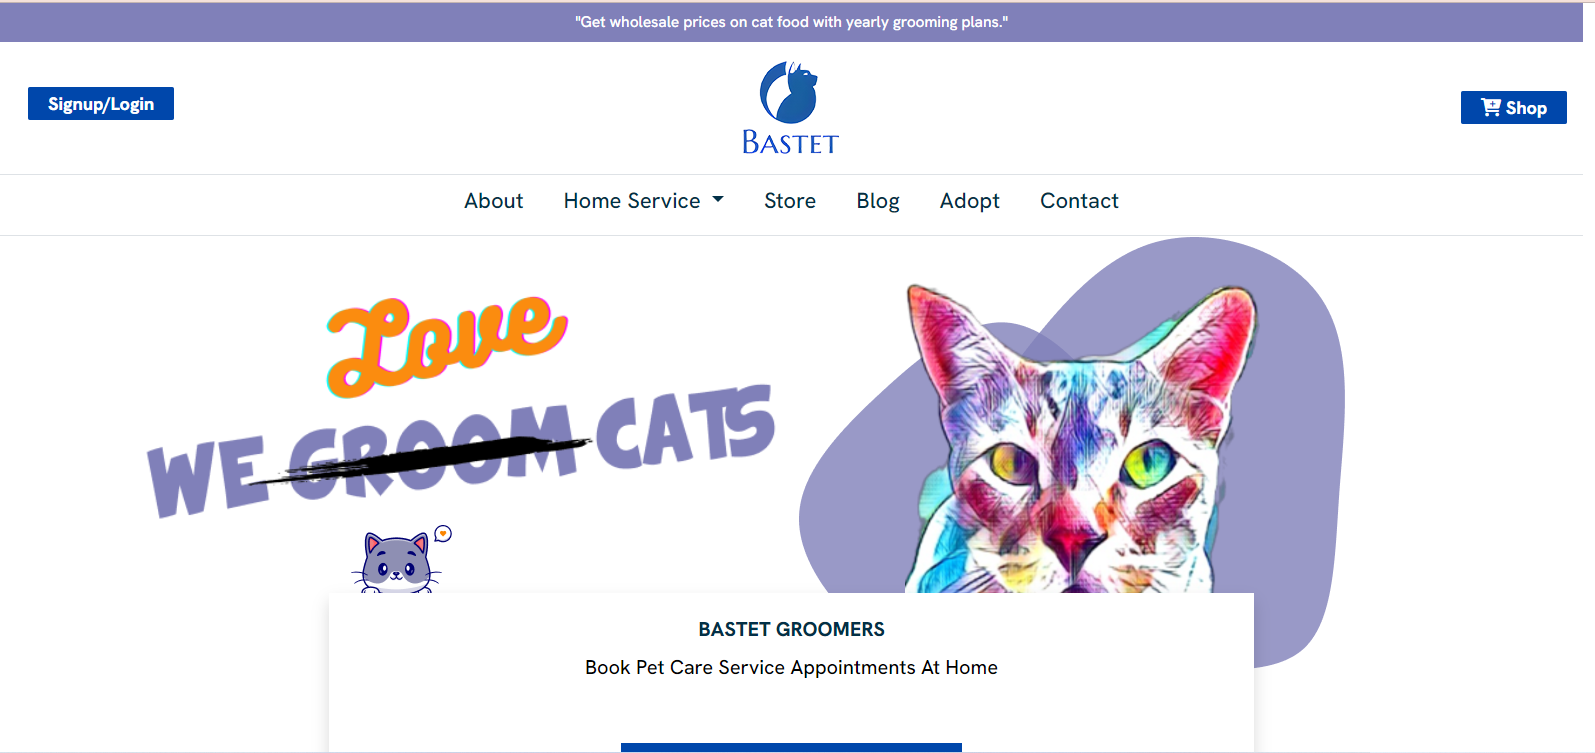 "Get wholesale prices on cat food with yearly grooming plans."
Signup/Login
BASTET
Shop
About Home Service Store Blog Adopt Contact
Love
WE GROOM CATS
BASTET GROOMERS
Book Pet Care Service Appointments At Home